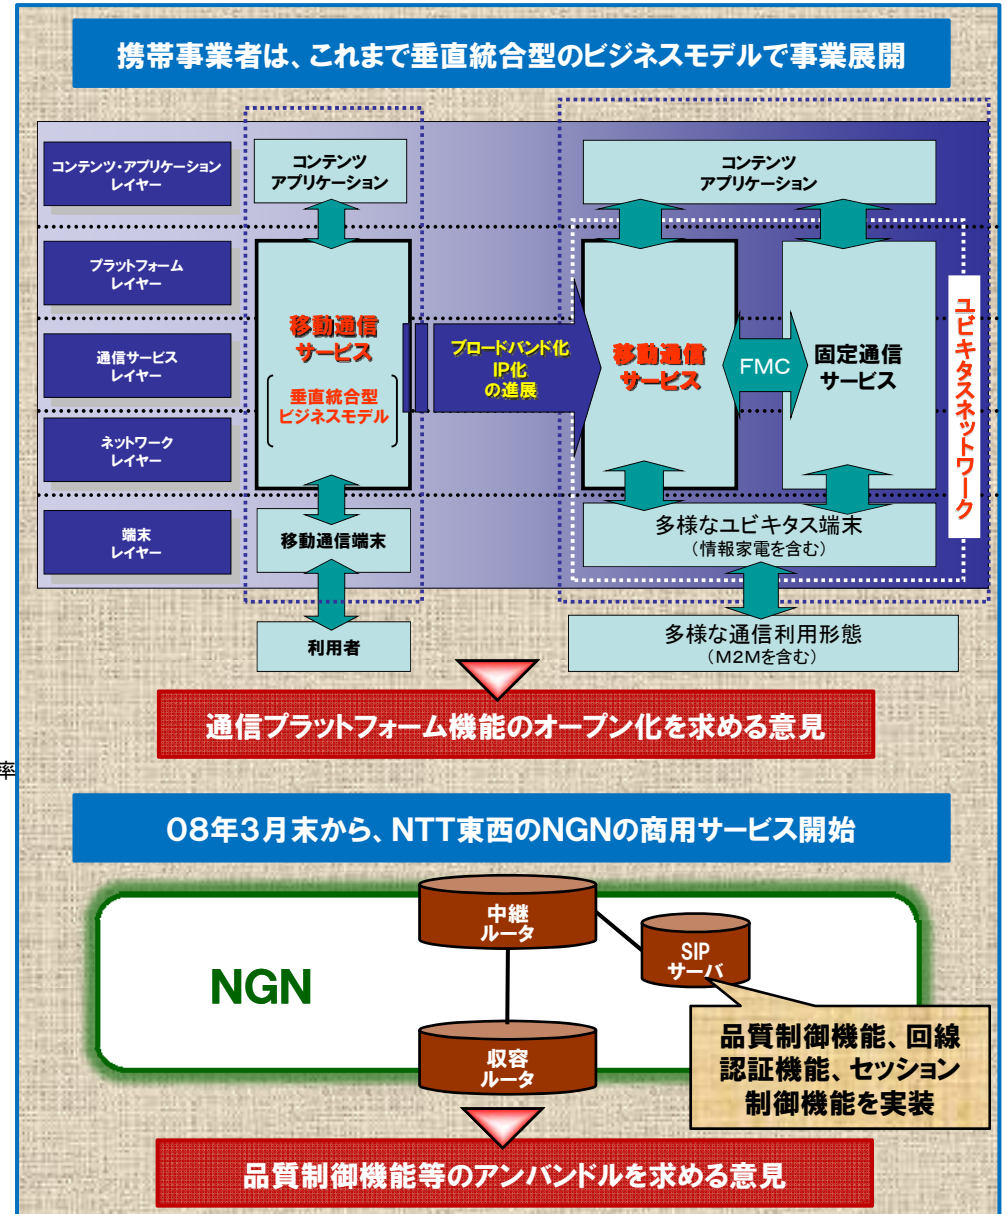 携帯事業者は、これまで垂直統合型のビジネスモデルで事業展開
コンテンツ・アプリケーション
レイヤー
プラットフォーム
レイヤー
通信サービス
レイヤー
ネットワーク
レイヤー
端末
レイヤー
コンテンツ
アプリケーション
移動通信
サービス
垂直統合型
ビジネスモデル
移動通信端末
利用者
ブロードバンド化
IP化
の進展
コンテンツ
アプリケーション
移動通信
サービス
FMC
固定通信
サービス
多様なユビキタス端末
（情報家電を含む）
多様な通信利用形態
（M2Mを含む）
ユビキタスネットワーク
通信プラットフォーム機能のオープン化を求める意見
率
08年3月末から、NTT東西のNGNの商用サービス開始
中継
ルータ
SIP
サーバ
NGN
収容
ルータ
品質制御機能、回線
認証機能、セッション
制御機能を実装
品質制御機能等のアンバンドルを求める意見